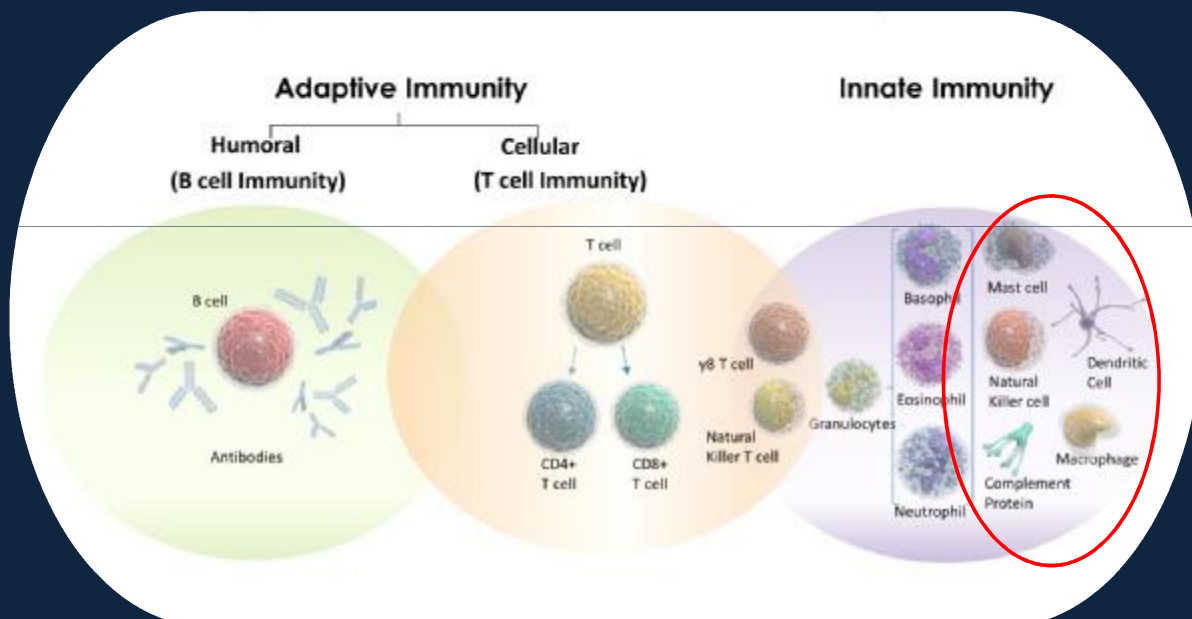 Adaptive Immunity
Innate Immunity
Humoral
(B cell Immunity)
Cellular
(T cell Immunity)
T cell
B cell
Antibodies
CD4+
T cell
CD8+
T cell
γδ T cell
Natural
Killer T cell
Granulocytes
Basophil
Eosinophil
Neutrophil
Mast cell
Natural
Killer cell
Dendritic
Cell
Macrophage
Complement
Protein